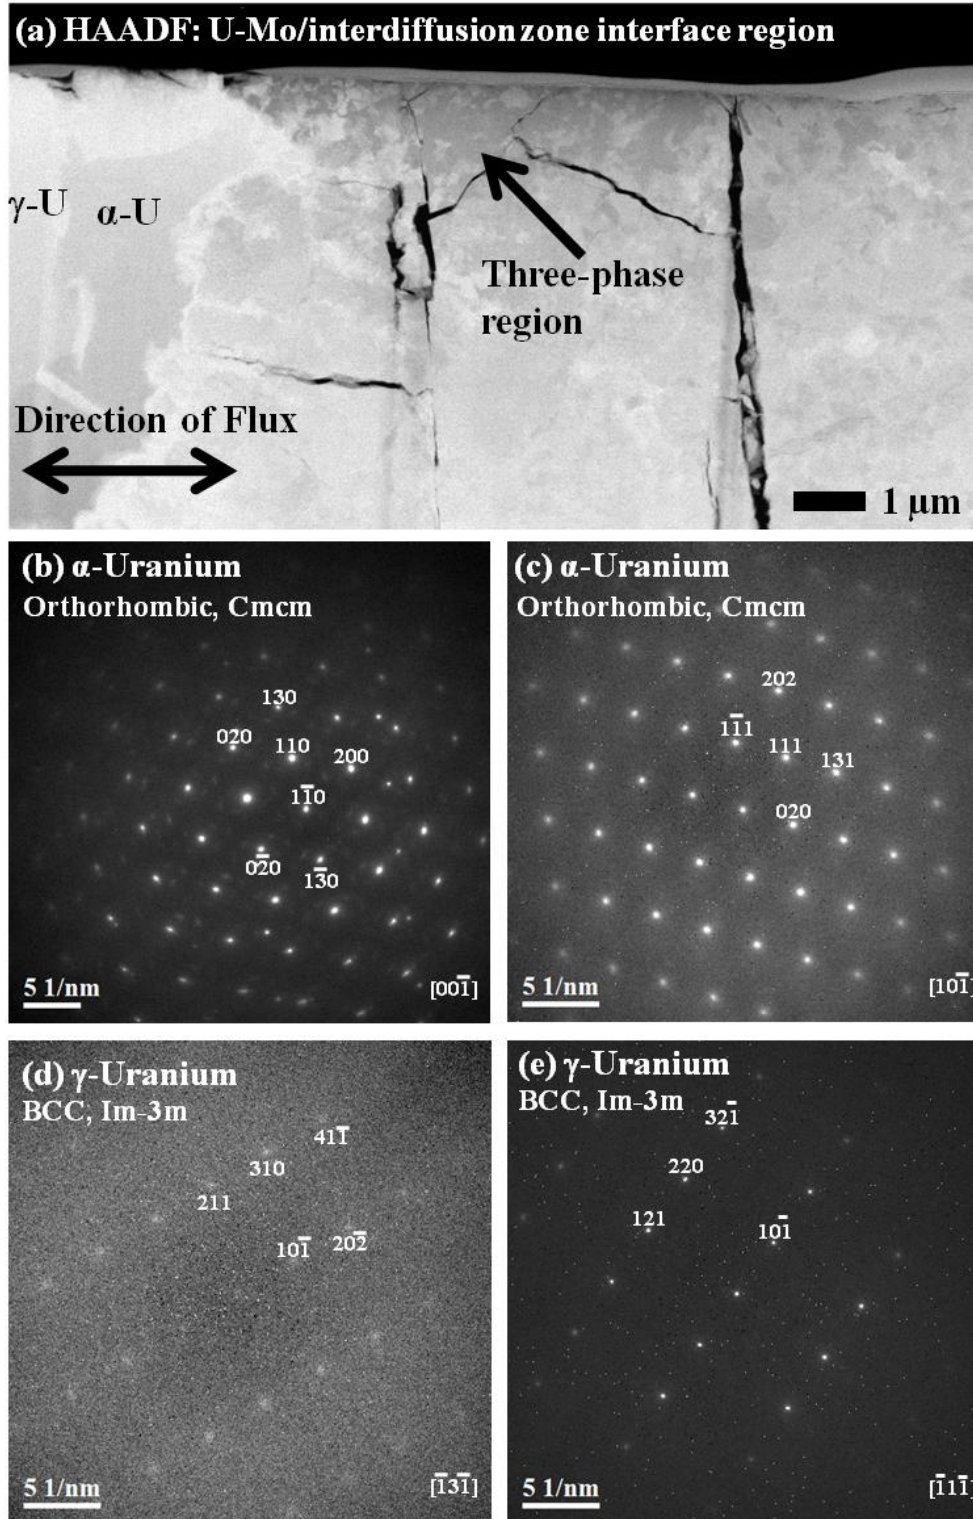 (a) HAADF: U-Mo/interdiffusion zone interface region
γ-U α-U
Three-phase
region
Direction of Flux
1 μm
(b) α-Uranium
Orthorhombic, Cmcm
130
020
110
200
11̅0
02̅0
13̅0
5 1/nm
[001̅]
(c) α-Uranium
Orthorhombic, Cmcm
202
11̅1
111
131
020
5 1/nm
[101̅]
(d) γ-Uranium
BCC, Im-3m
411̅
310
211
101̅
202̅
5 1/nm
[1̅31̅]
(e) γ-Uranium
BCC, Im-3m
321̅
220
121
101̅
5 1/nm
[1̅11̅]